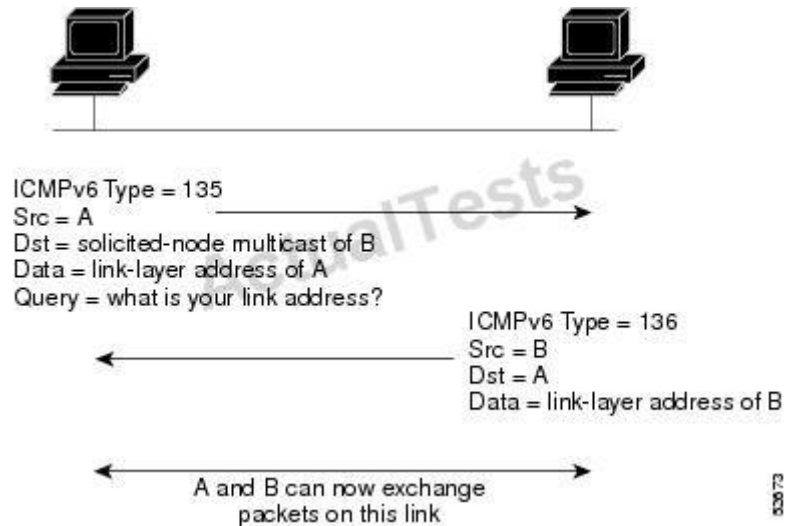 ICMPv6 Type = 135
Src = A
Dst = solicited-node multicast of B
Data = link-layer address of A
Query = what is your link address?
ActualTests
ICMPv6 Type = 136
Src = B
Dst = A
Data = link-layer address of B
A and B can now exchange
packets on this link
52673